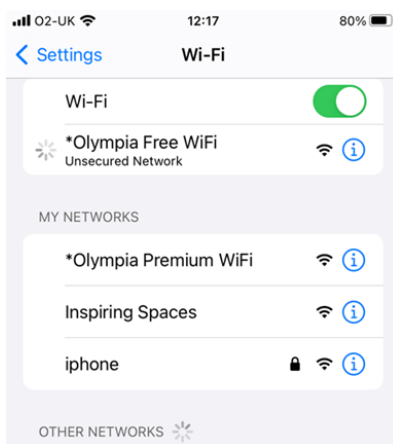 O2-UK 12:17 80%
Settings Wi-Fi
Wi-Fi
*Olympia Free WiFi
Unsecured Network
MY NETWORKS
*Olympia Premium WiFi
Inspiring Spaces
iphone
OTHER NETWORKS